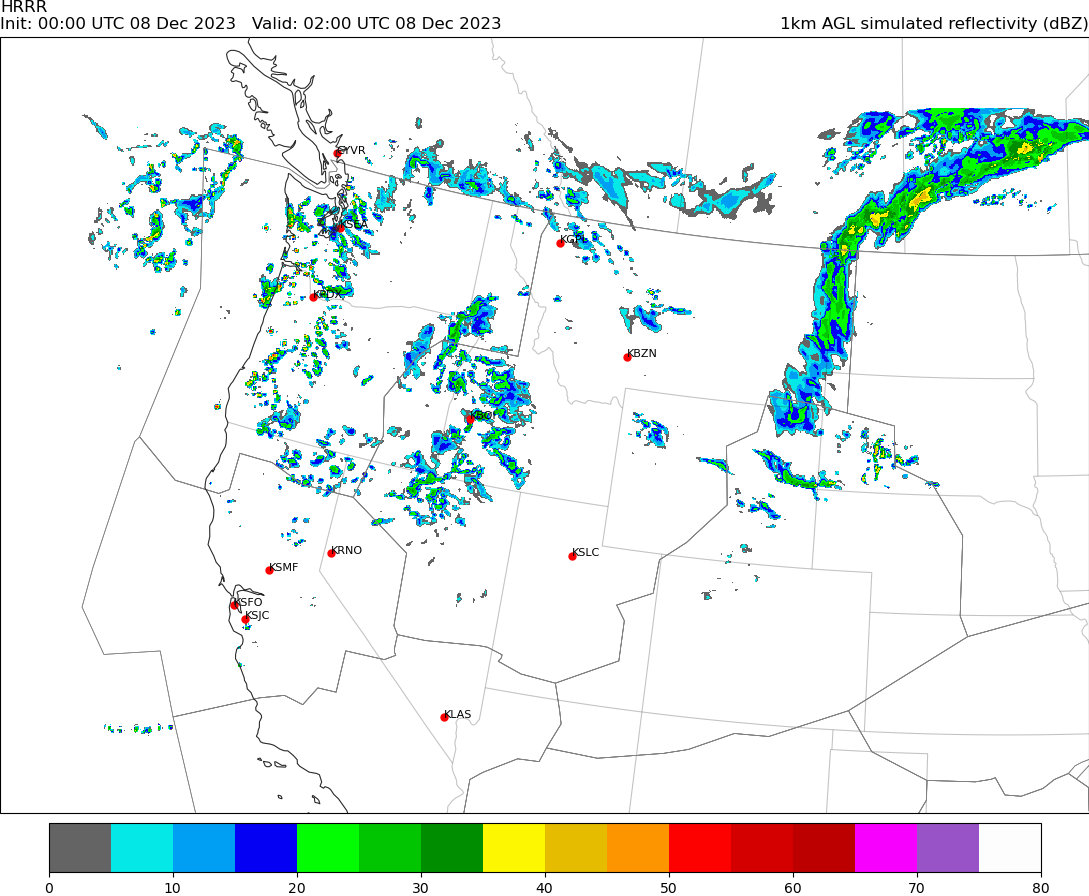 HRRR
Init: 00:00 UTC 08 Dec 2023   Valid: 02:00 UTC 08 Dec 2023   1km AGL simulated reflectivity (dBZ)
CYVR
KSEA
KGPI
KPDX
KBZN
KBOI
KRNO
KSLC
KSMF
KSFO
KSJC
KLAS
0 10 20 30 40 50 60 70 80